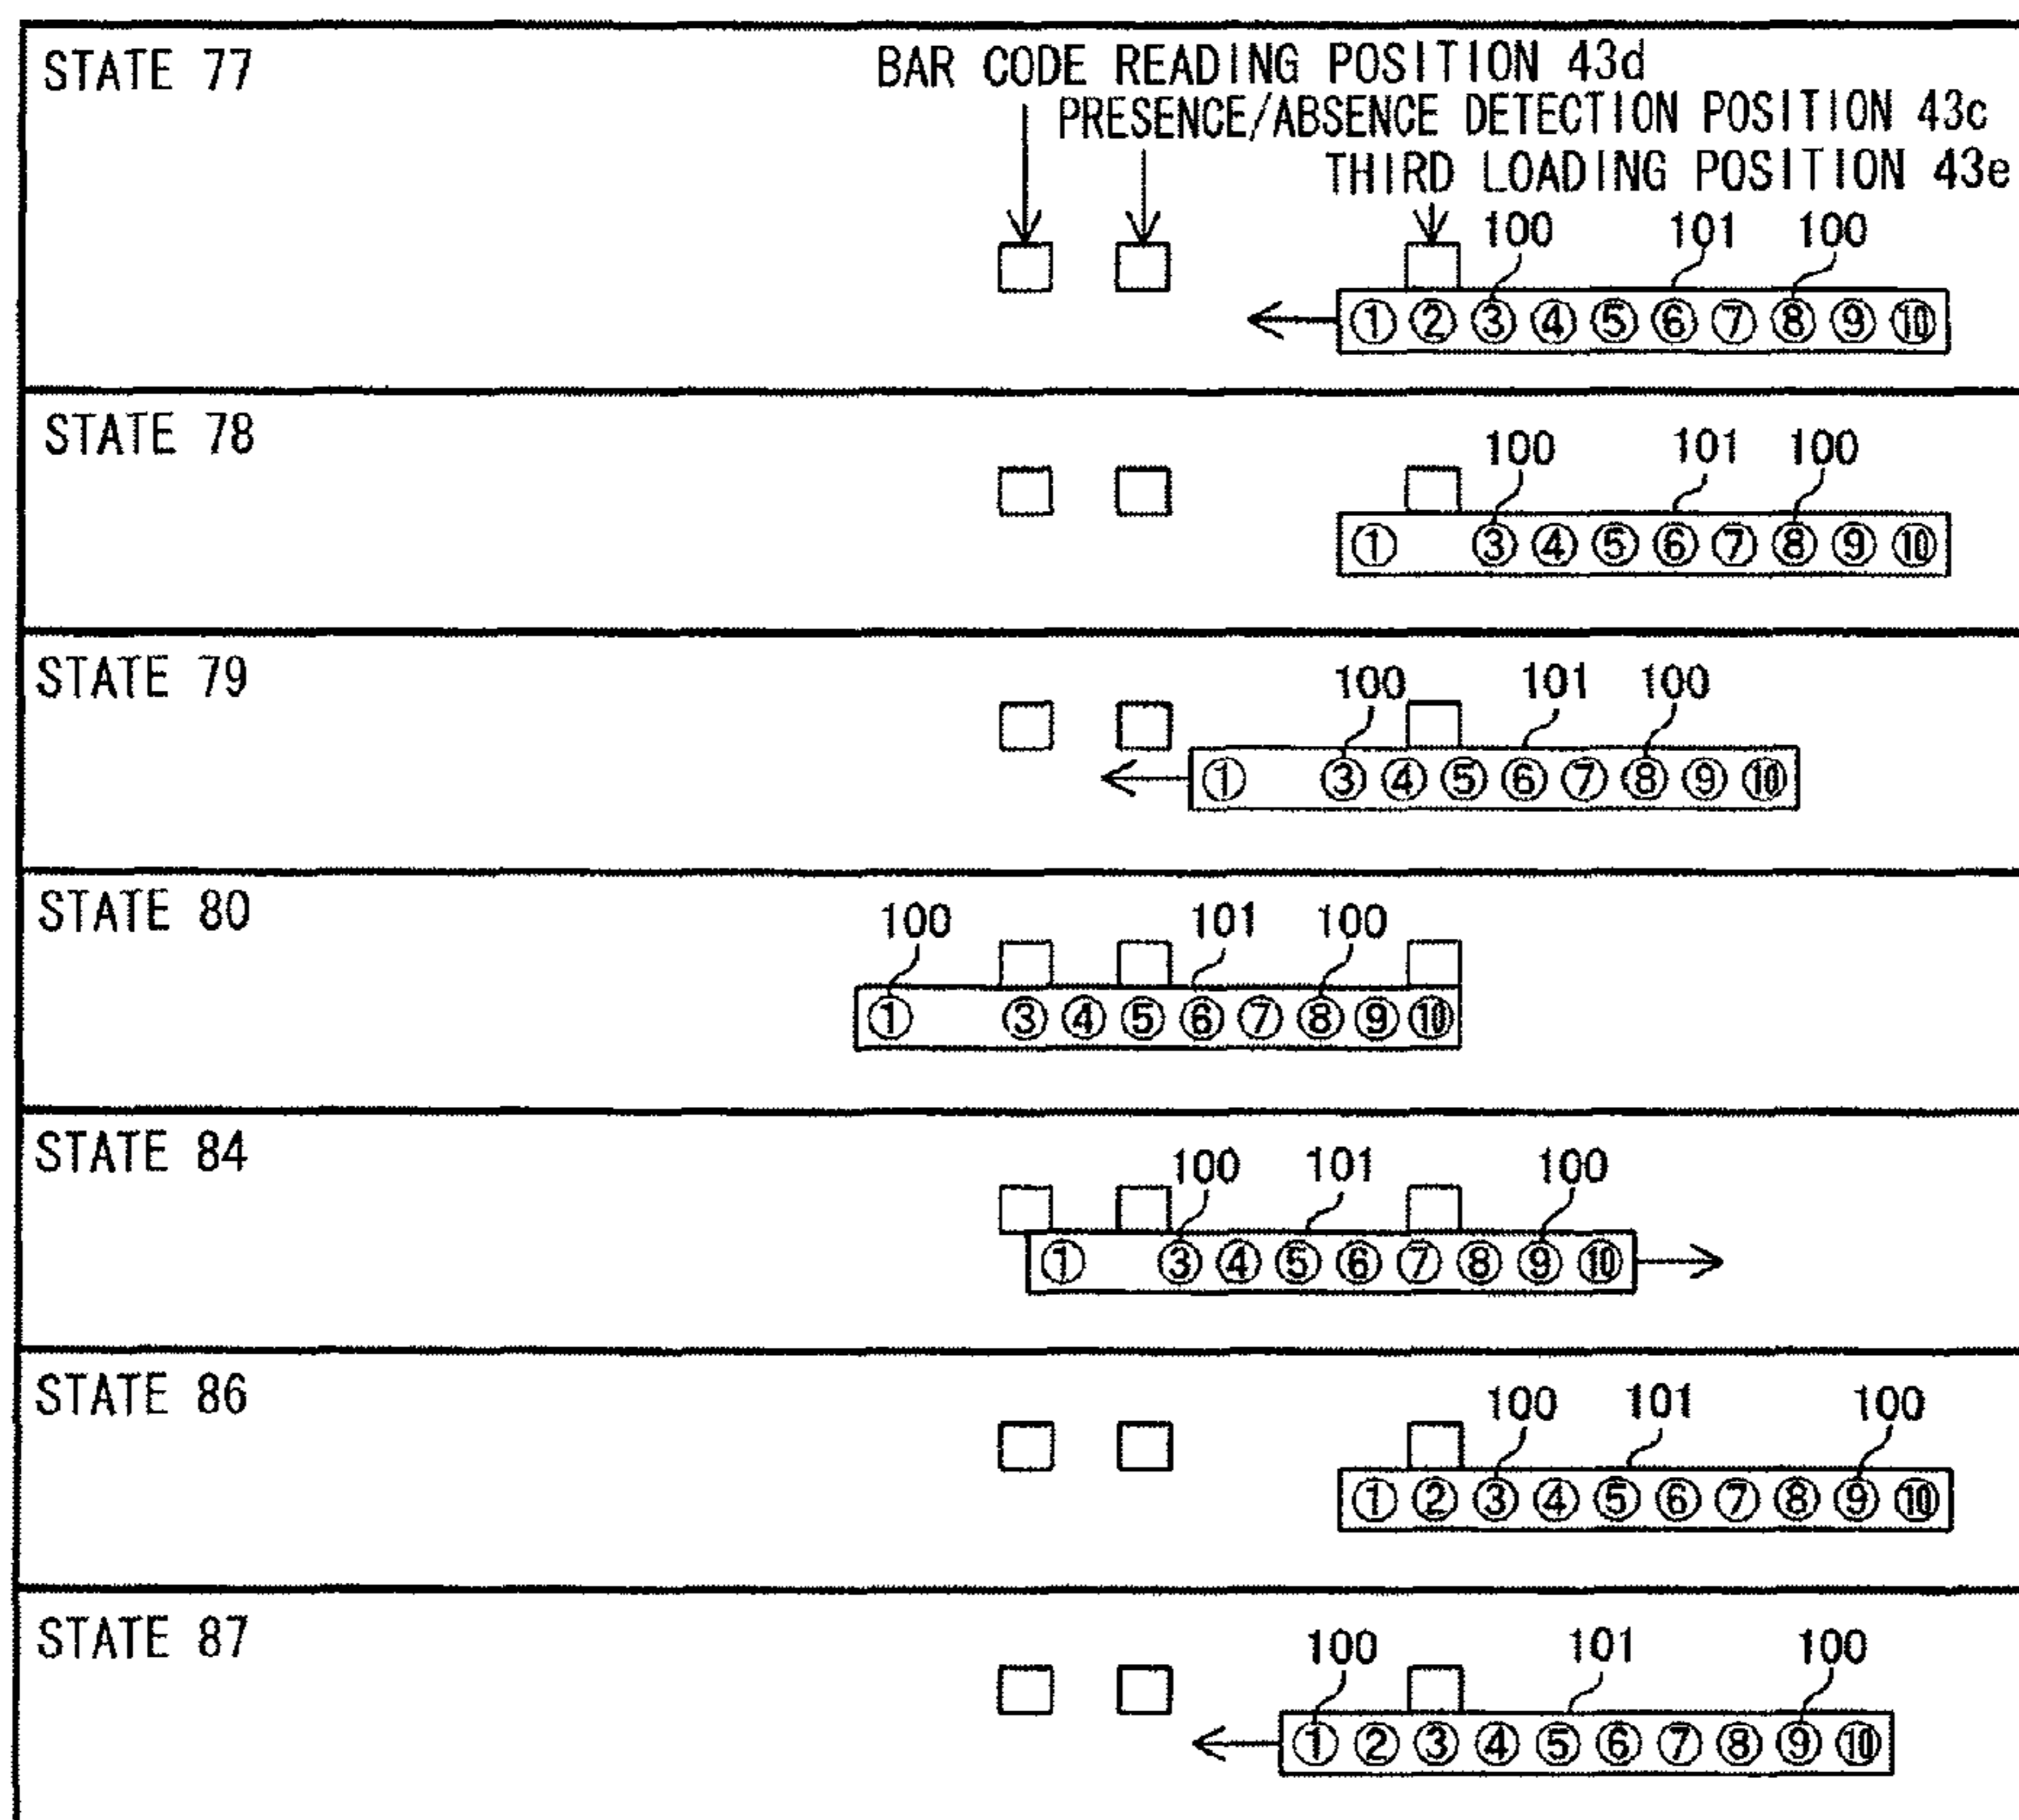 STATE 77
BAR CODE READING POSITION 43d
PRESENCE/ABSENCE DETECTION POSITION 43c
THIRD LOADING POSITION 43e
100 101 100
① ② ③ ④ ⑤ ⑥ ⑦ ⑧ ⑨ ⑩
STATE 78
100 101 100
① ③ ④ ⑤ ⑥ ⑦ ⑧ ⑨ ⑩
STATE 79
100 101 100
① ③ ④ ⑤ ⑥ ⑦ ⑧ ⑨ ⑩
STATE 80
100 101 100
① ③ ④ ⑤ ⑥ ⑦ ⑧ ⑨ ⑩
STATE 84
100 101 100
① ③ ④ ⑤ ⑥ ⑦ ⑧ ⑨ ⑩
STATE 86
100 101 100
① ② ③ ④ ⑤ ⑥ ⑦ ⑧ ⑨ ⑩
STATE 87
100 101 100
① ② ③ ④ ⑤ ⑥ ⑦ ⑧ ⑨ ⑩